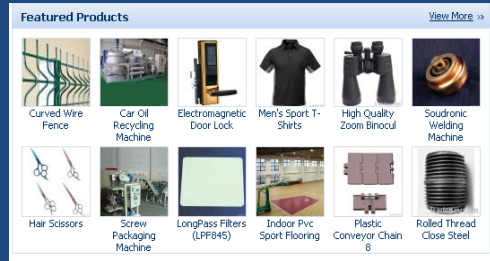 Featured Products
View More »
Curved Wire
Fence
Car Oil
Recycling
Machine
Electromagnetic
Door Lock
Men's Sport T-
Shirts
High Quality
Zoom Binocul
Soudronic
Welding
Machine
Hair Scissors
Screw
Packaging
Machine
LongPass Filters
(LPF845)
Indoor Pvc
Sport Flooring
Plastic
Conveyor Chain
8
Rolled Thread
Close Steel